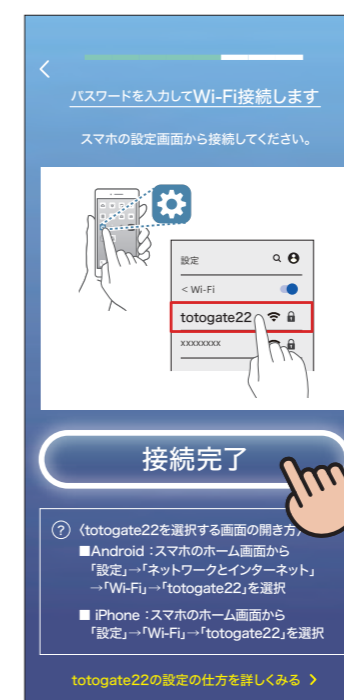 パスワードを入力してWi-Fi接続します
スマホの設定画面から接続してください。
設定
< Wi-Fi
totogate22
xxxxxxxx
接続完了
? 〈totogate22を選択する画面の開き方〉
■Android：スマホのホーム画面から
「設定」→「ネットワークとインターネット」
→「Wi-Fi」→「totogate22」を選択
■ iPhone：スマホのホーム画面から
「設定」→「Wi-Fi」→「totogate22」を選択
totogate22の設定の仕方を詳しくみる >